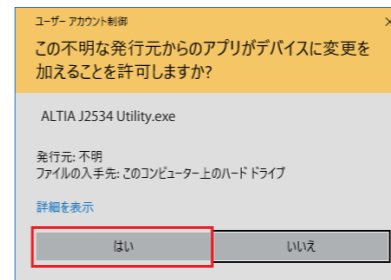 ユーザー アカウント制御
この不明な発行元からのアプリがデバイスに変更を
加えることを許可しますか?
ALTIA J2534 Utility.exe
発行元: 不明
ファイルの入手先: このコンピューター上のハード ドライブ
詳細を表示
はい
いいえ